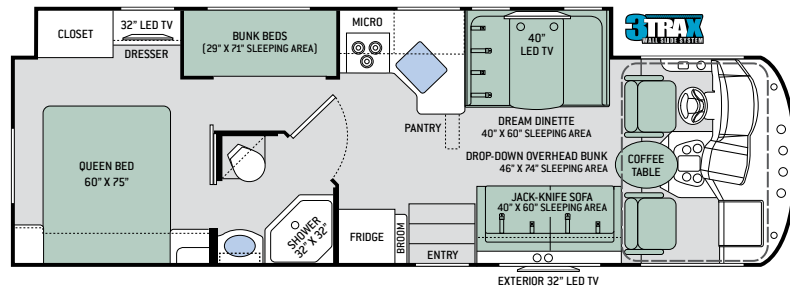 32" LED TV
CLOSET
DRESSER
BUNK BEDS
(29" X 71" SLEEPING AREA)
MICRO
40"
LED TV
3TRAX
WALL SLIDE SYSTEM
PANTRY
DREAM DINETTE
40" X 60" SLEEPING AREA
DROP-DOWN OVERHEAD BUNK
46" X 74" SLEEPING AREA
COFFEE
TABLE
QUEEN BED
60" X 75"
JACK-KNIFE SOFA
40" X 60" SLEEPING AREA
SHOWER
32" X 32"
FRIDGE
BROOM
ENTRY
EXTERIOR 32" LED TV